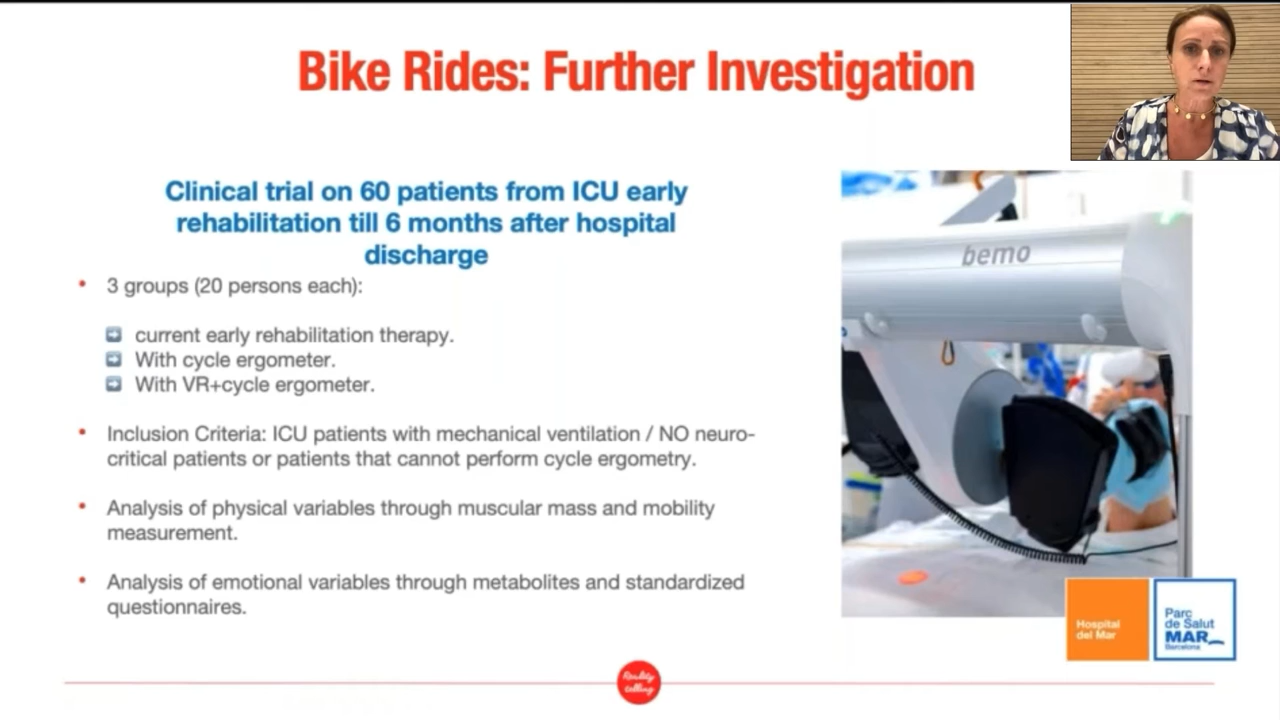 Bike Rides: Further Investigation
Clinical trial on 60 patients from ICU early
rehabilitation till 6 months after hospital
discharge
• 3 groups (20 persons each):
current early rehabilitation therapy.
With cycle ergometer.
With VR+cycle ergometer.
• Inclusion Criteria: ICU patients with mechanical ventilation / NO neuro-
critical patients or patients that cannot perform cycle ergometry.
• Analysis of physical variables through muscular mass and mobility
measurement.
• Analysis of emotional variables through metabolites and standardized
questionnaires.
bemo
Hospital
del Mar
Parc
de Salut
MAR
Barcelona
Reality
telling